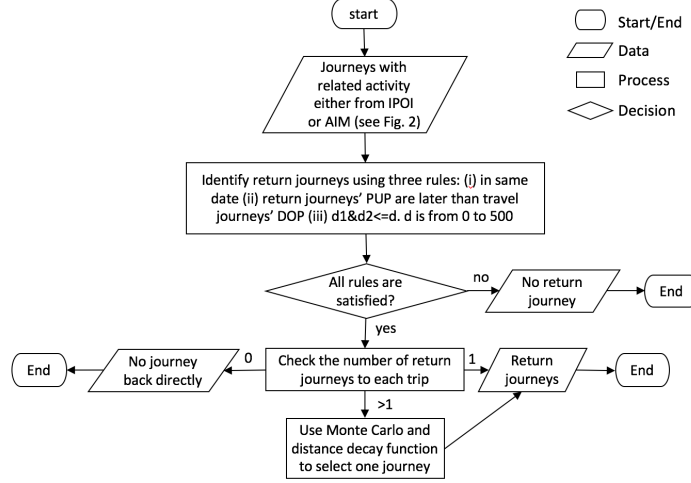 start
Start/End
Data
Process
Decision
Journeys with
related activity
either from IPOI
or AIM (see Fig. 2)
Identify return journeys using three rules: (i) in same
date (ii) return journeys' PUP are later than travel
journeys' DOP (iii) d1&d2<=d. d is from 0 to 500
All rules are
satisfied?
no
No return
journey
End
yes
End
No journey
back directly
0
Check the number of return
journeys to each trip
1
Return
journeys
End
>1
Use Monte Carlo and
distance decay function
to select one journey